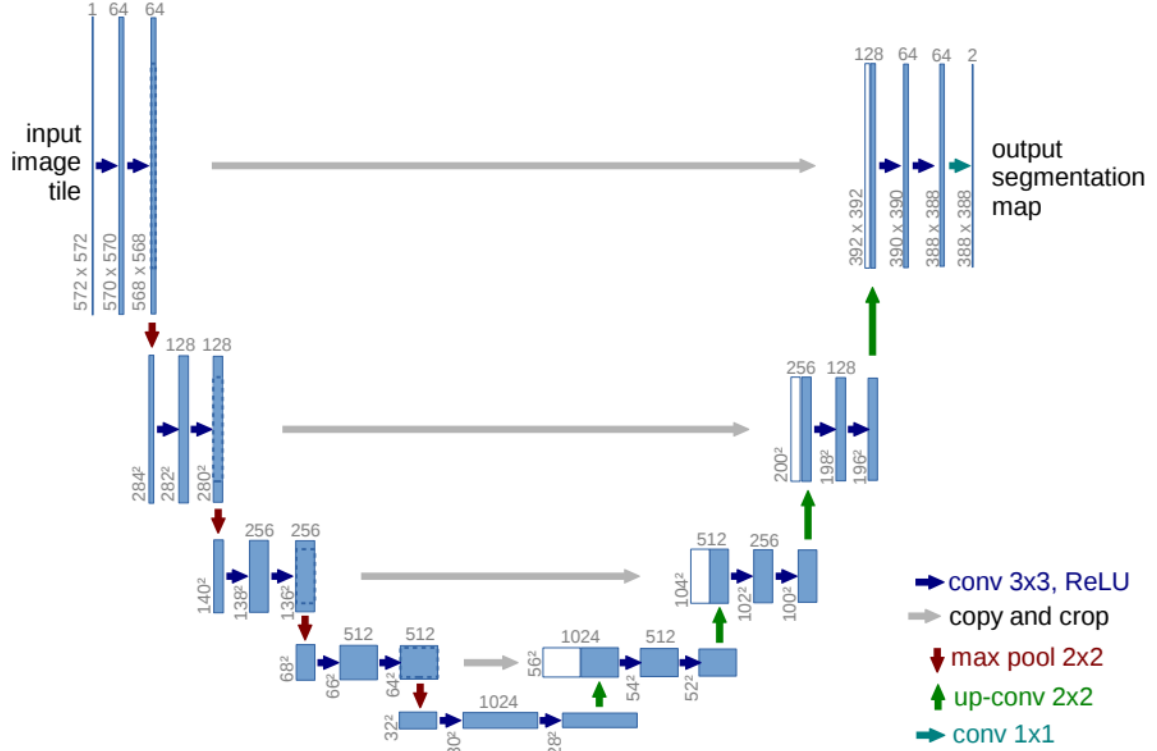 1 64 64
128 64 64 2
input
image
tile
output
segmentation
map
572 x 572
570 x 570
568 x 568
392 x 392
390 x 390
388 x 388
388 x 388
128 128
256 128
284²
282²
280²
200²
198²
196²
256 256
512 256
140²
138²
136²
104²
102²
100²
512 512
1024 512
68²
66²
64²
56²
54²
52²
1024
32²
conv 3x3, ReLU
copy and crop
max pool 2x2
up-conv 2x2
conv 1x1